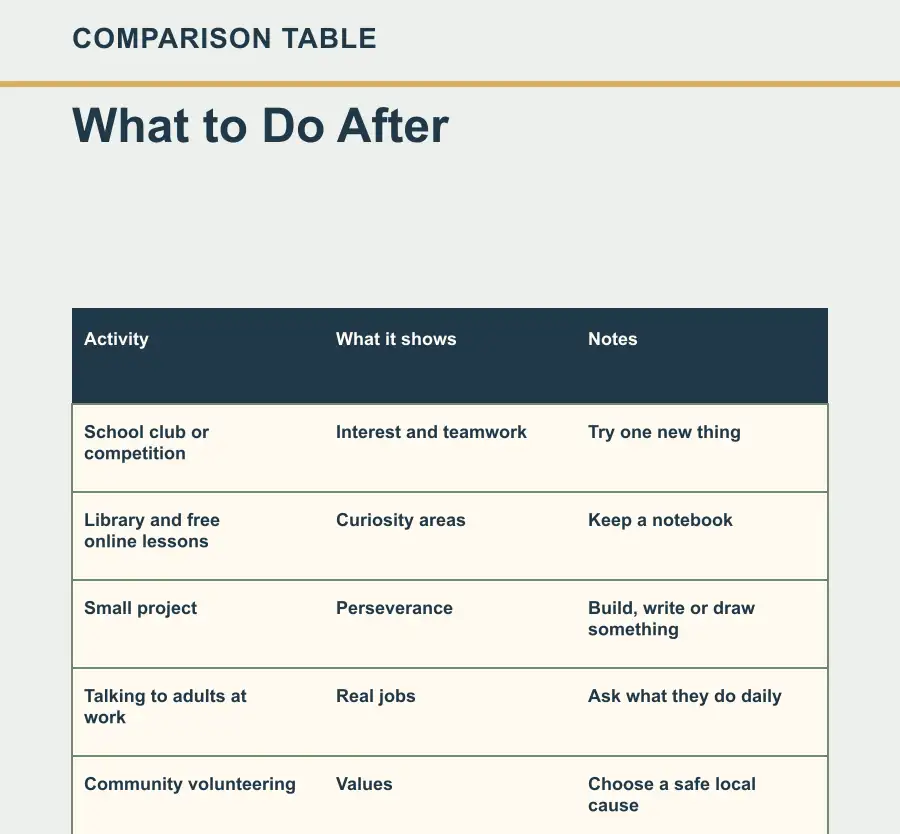 COMPARISON TABLE
What to Do After
Activity What it shows Notes
School club or Interest and teamwork Try one new thing
competition
Library and free Curiosity areas Keep a notebook
online lessons
Small project Perseverance Build, write or draw
something
Talking to adults at Real jobs Ask what they do daily
work
Community volunteering Values Choose a safe local
cause